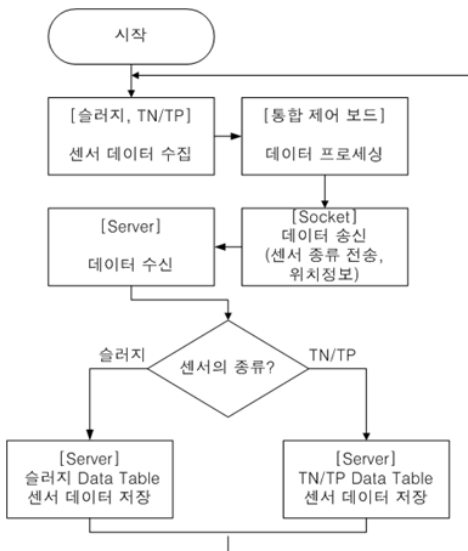 시작
[슬러지, TN/TP]
센서 데이터 수집
[통합 제어 보드]
데이터 프로세싱
[Socket]
데이터 송신
(센서 종류 전송,
위치정보)
[Server]
데이터 수신
센서의 종류?
슬러지
TN/TP
[Server]
슬러지 Data Table
센서 데이터 저장
[Server]
TN/TP Data Table
센서 데이터 저장